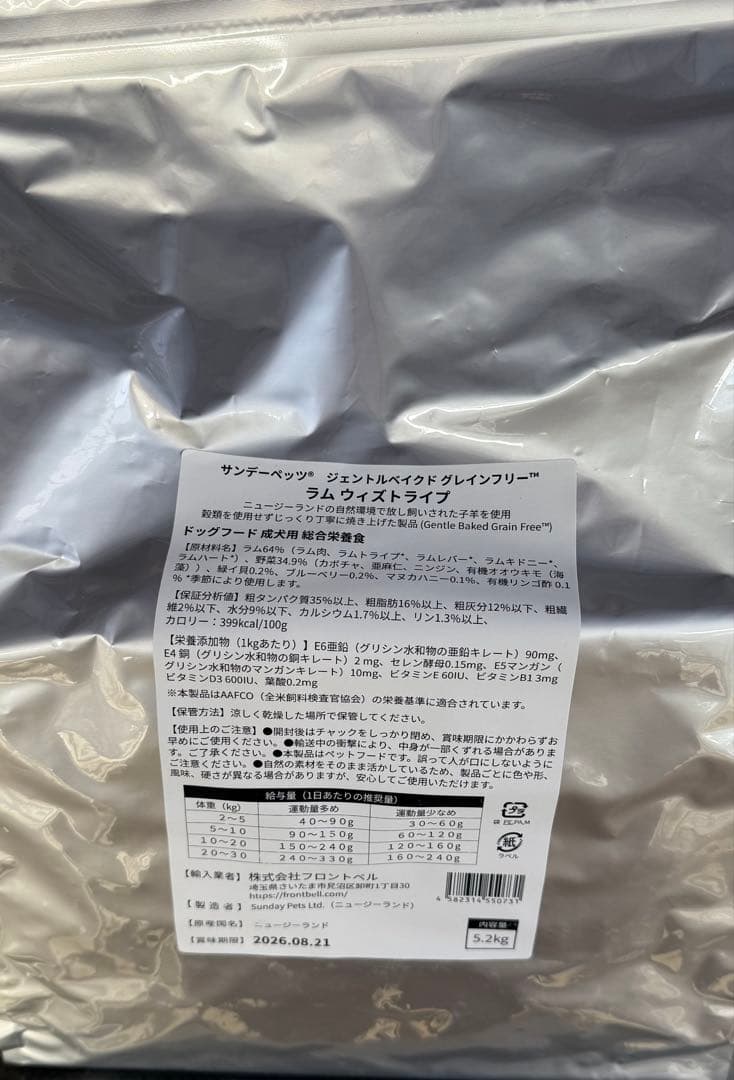 サンデーペッツ® ジェントルベイクド グレインフリー™
ラム ウィズトライプ
ニュージーランドの自然環境で放し飼いされた子羊を使用
穀類を使用せずじっくり丁寧に焼き上げた製品 (Gentle Baked Grain Free™)
ドッグフード 成犬用 総合栄養食
【原材料名】ラム64%（ラム肉、ラムトライプ*、ラムレバー*、ラムキドニー*、
ラムハート*）、野菜34.9%（カボチャ、亜麻仁、ニンジン、有機オオウキモ（海
藻））、緑イ貝0.2%、ブルーベリー0.2%、マヌカハニー0.1%、有機リンゴ酢 0.1
% *季節により使用します。
【保証分析値】粗タンパク質35%以上、粗脂肪16%以上、粗灰分12%以下、粗繊
維2%以下、水分9%以下、カルシウム1.7%以上、リン1.3%以上、
カロリー：399kcal/100g
【栄養添加物（1kgあたり）】E6亜鉛（グリシン水和物の亜鉛キレート）90mg、
E4 銅（グリシン水和物の銅キレート）2 mg、セレン酵母0.15mg、E5マンガン（
グリシン水和物のマンガンキレート）10mg、ビタミンE 60IU、ビタミンB1 3mg
ビタミンD3 600IU、葉酸0.2mg
※本製品はAAFCO（全米飼料検査官協会）の栄養基準に適合されています。
【保管方法】涼しく乾燥した場所で保管してください。
【使用上のご注意】●開封後はチャックをしっかり閉め、賞味期限にかかわらずお
早めにご使用ください。●輸送中の衝撃により、中身が一部くずれる場合がありま
す。ご了承ください。●本製品はペットフードです。誤って人が口にしないように
ご注意ください。●自然の素材をそのまま活かしているため、製品ごとに色や形、
風味、硬さが異なる場合がありますが、安心してご使用いただけます。
給与量（1日あたりの推奨量）
体重（kg） 運動量多め 運動量少なめ
2～5 40～90g 30～60g
5～10 90～150g 60～120g
10～20 150～240g 120～160g
20～30 240～330g 160～240g
プラ
袋 PE,PA,M
紙
ラベル
【輸入業者】株式会社フロントベル
埼玉県さいたま市見沼区卸町1丁目30
https://frontbell.com/
【製造者】Sunday Pets Ltd.（ニュージーランド）
【原産国名】ニュージーランド
【賞味期限】2026.08.21
4 582314 550731
内容量
5.2kg